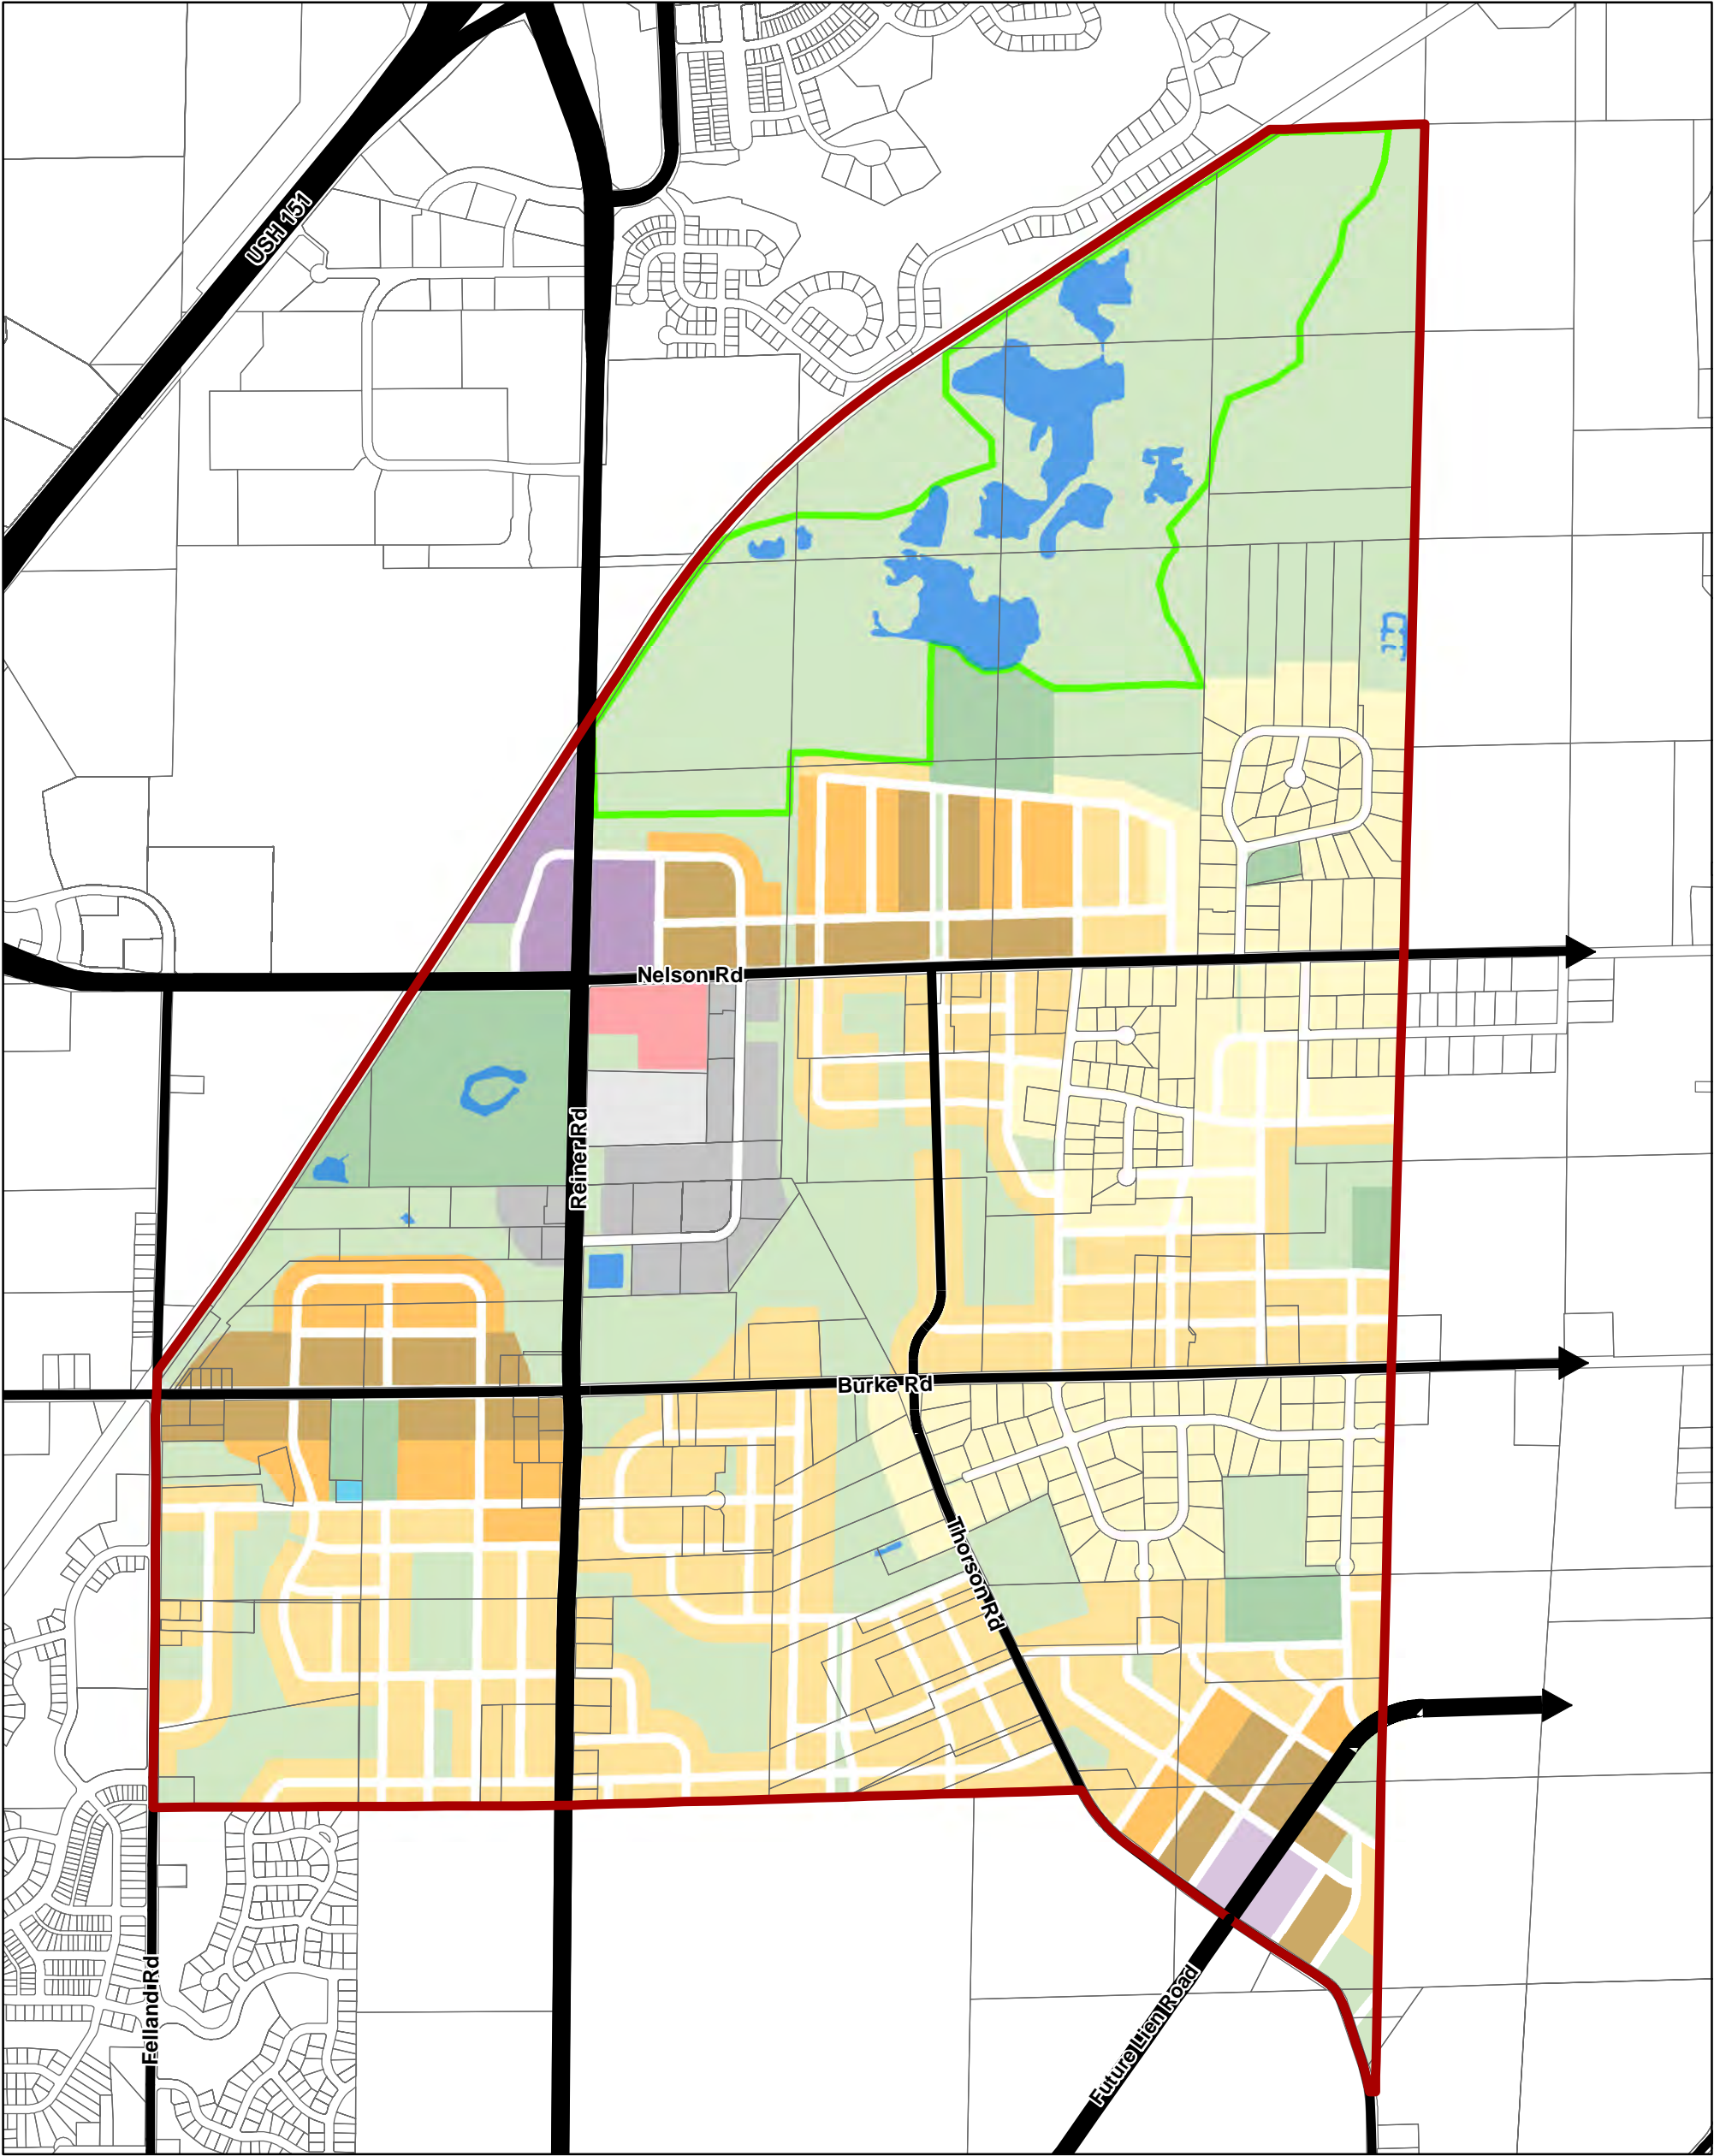 USH 151
Nelson Rd
Reiner Rd
Burke Rd
Thorson Rd
Felland Rd
Future Lien Road